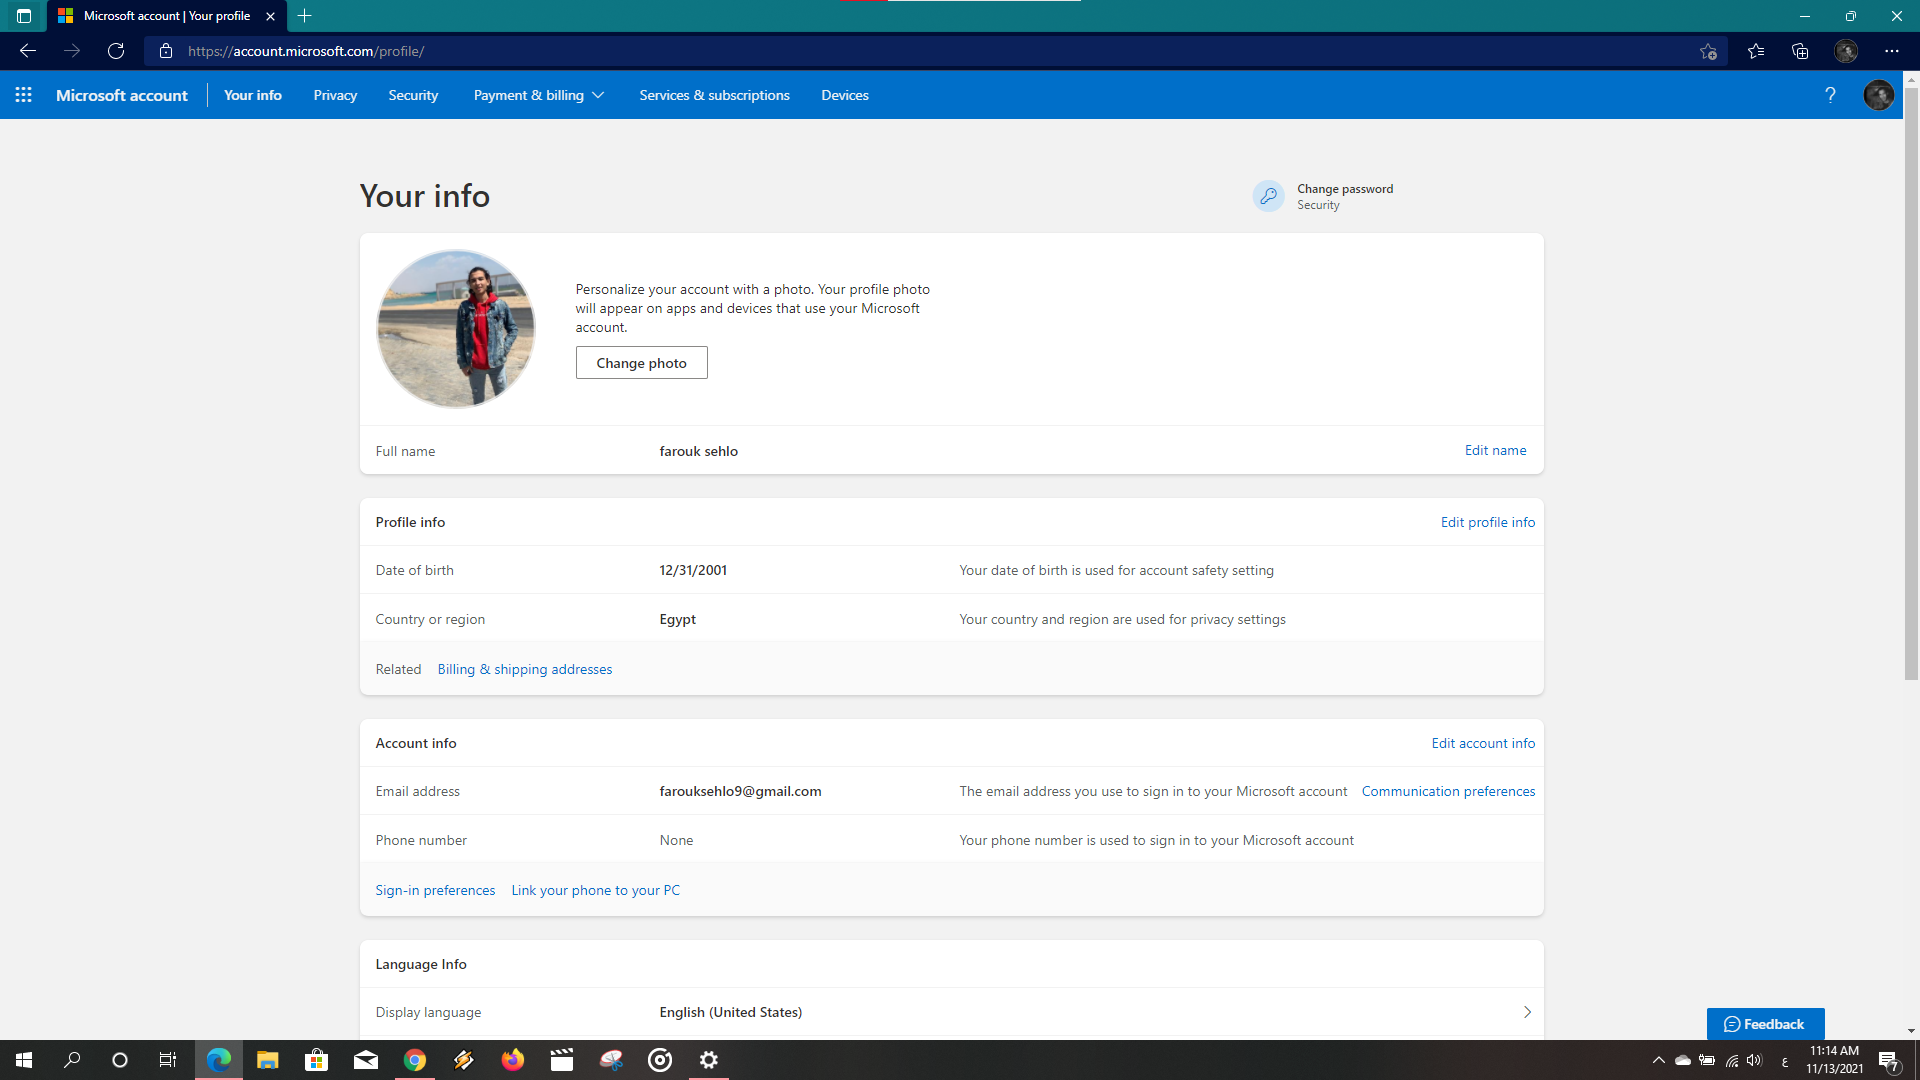 Microsoft account | Your profile
https://account.microsoft.com/profile/
Microsoft account
Your info
Privacy
Security
Payment & billing
Services & subscriptions
Devices
?
Your info
Change password
Security
Personalize your account with a photo. Your profile photo
will appear on apps and devices that use your Microsoft
account.
Change photo
Full name
farouk sehlo
Edit name
Profile info
Edit profile info
Date of birth
12/31/2001
Your date of birth is used for account safety setting
Country or region
Egypt
Your country and region are used for privacy settings
Related
Billing & shipping addresses
Account info
Edit account info
Email address
farouksehlo9@gmail.com
The email address you use to sign in to your Microsoft account
Communication preferences
Phone number
None
Your phone number is used to sign in to your Microsoft account
Sign-in preferences
Link your phone to your PC
Language Info
Display language
English (United States)
Feedback
ع
11:14 AM
11/13/2021
7